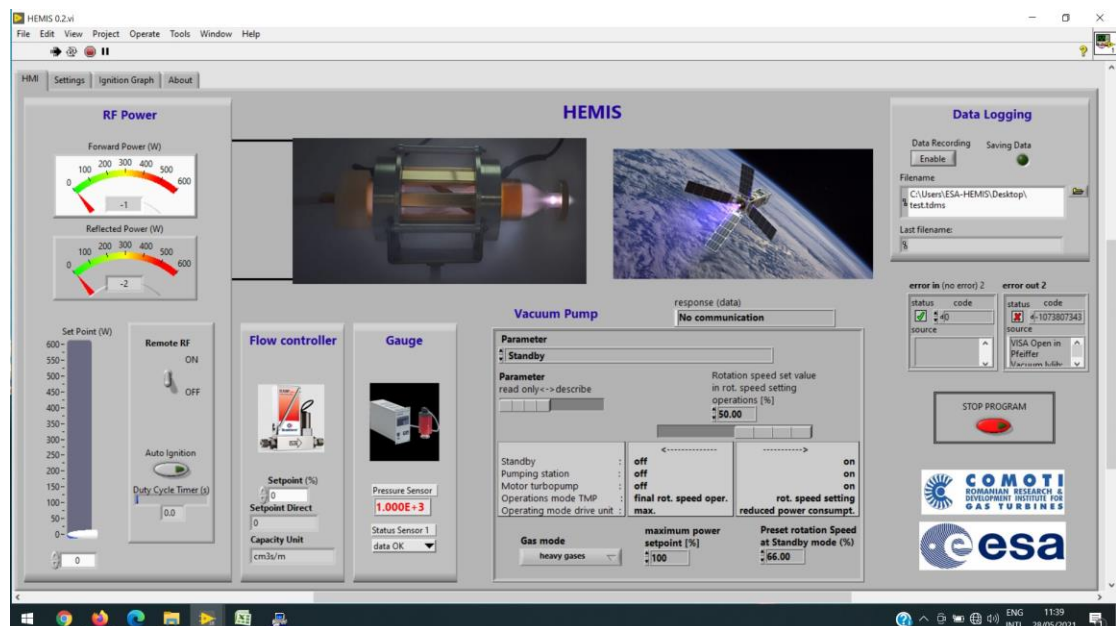 HEMIS 0.2.vi
File Edit View Project Operate Tools Window Help
HMI Settings Ignition Graph About
RF Power
Forward Power (W)
0 100 200 300 400 500 600
-1
Reflected Power (W)
0 100 200 300 400 500 600
-2
Set Point (W)
600
550
500
450
400
350
300
250
200
150
100
50
0
0
Remote RF
ON
OFF
Auto Ignition
Duty Cycle Timer (s)
0.0
HEMIS
Flow controller
Setpoint (%)
0
Setpoint Direct
0
Capacity Unit
cm3s/m
Gauge
Pressure Sensor
1.000E+3
Status Sensor 1
data OK
Vacuum Pump
response (data)
No communication
Parameter
Standby
Parameter
read only<->describe
Rotation speed set value
in rot. speed setting
operations [%]
50.00
<-------------- ---------->
Standby : off on
Pumping station : off on
Motor turbopump : off on
Operations mode TMP : final rot. speed oper. rot. speed setting
Operating mode drive unit : max. reduced power consumpt.
Gas mode
heavy gases
maximum power
setpoint [%]
100
Preset rotation Speed
at Standby mode (%)
66.00
Data Logging
Data Recording
Enable
Saving Data
Filename
C:\Users\ESA-HEMIS\Desktop\
test.tdms
Last filename:
error in (no error) 2
status code
0
source
error out 2
status code
-1073807343
source
VISA Open in
Pfeiffer
STOP PROGRAM
COMOTI
ROMANIAN RESEARCH &
DEVELOPMENT INSTITUTE FOR
GAS TURBINES
esa
ENG 11:39
INTL 28/05/2021